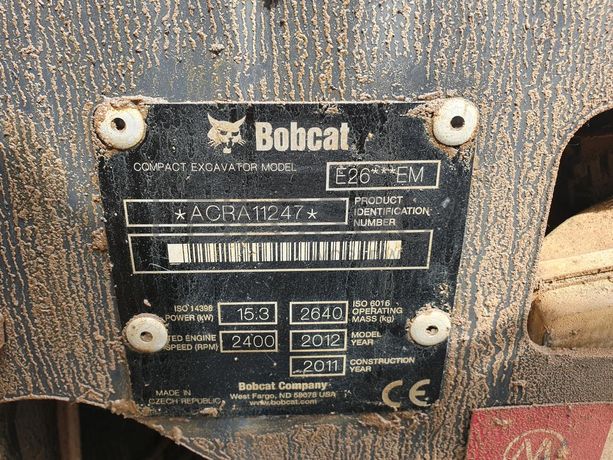 Bobcat
COMPACT EXCAVATOR MODEL E26***EM
*ACRA11247* PRODUCT IDENTIFICATION NUMBER
ISO 14396 POWER (kW) 15.3 2640 ISO 6016 OPERATING MASS (kg)
TED ENGINE SPEED (RPM) 2400 2012 MODEL YEAR
2011 CONSTRUCTION YEAR
MADE IN CZECH REPUBLIC
Bobcat Company
West Fargo, ND 58078 USA
www.bobcat.com
CE
M